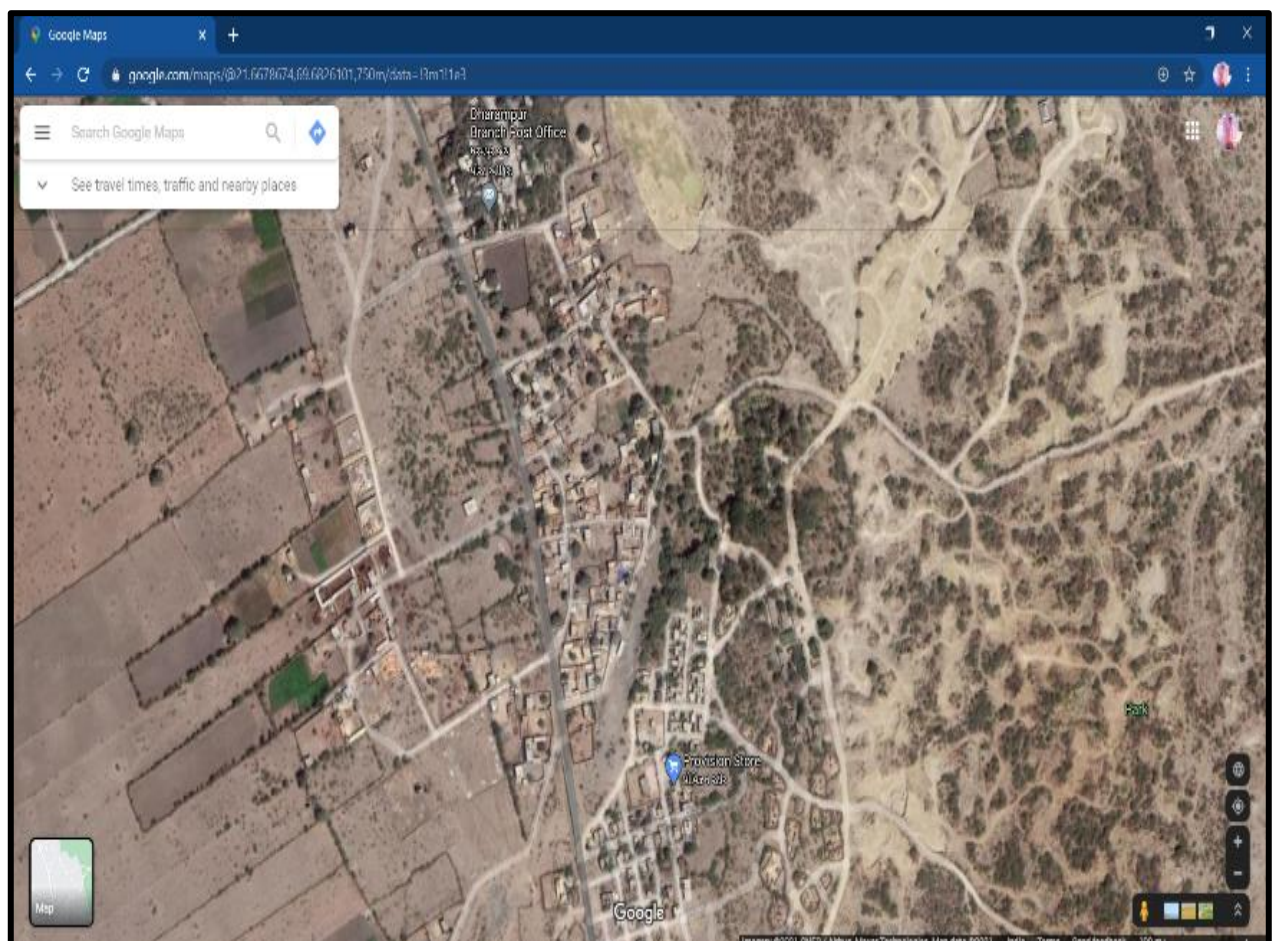 Google Maps
google.com/maps/@21.6678674,69.6826101,750m/data=!3m1!1e3
Search Google Maps
See travel times, traffic and nearby places
Dharampur
Branch Post Office
Provision Store
Park
Map
Google